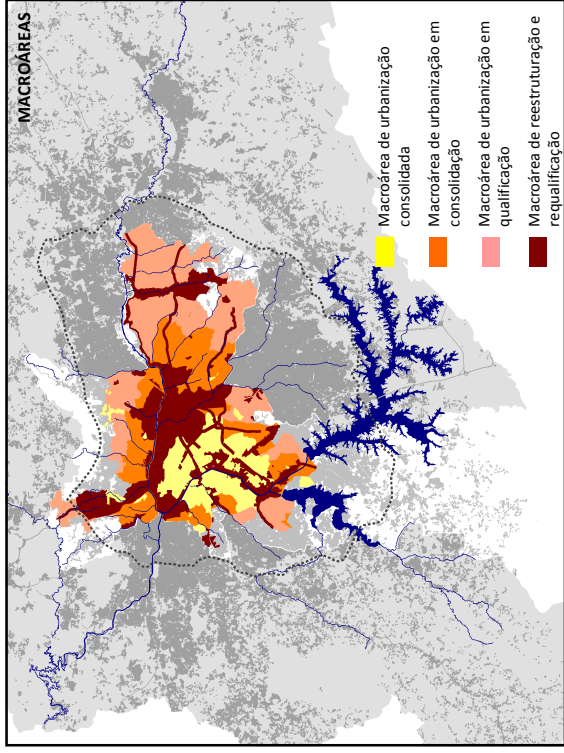 MACROÁREAS
Macroárea de urbanização
consolidada
Macroárea de urbanização em
consolidação
Macroárea de urbanização em
qualificação
Macroárea de reestruturação e
requalificação